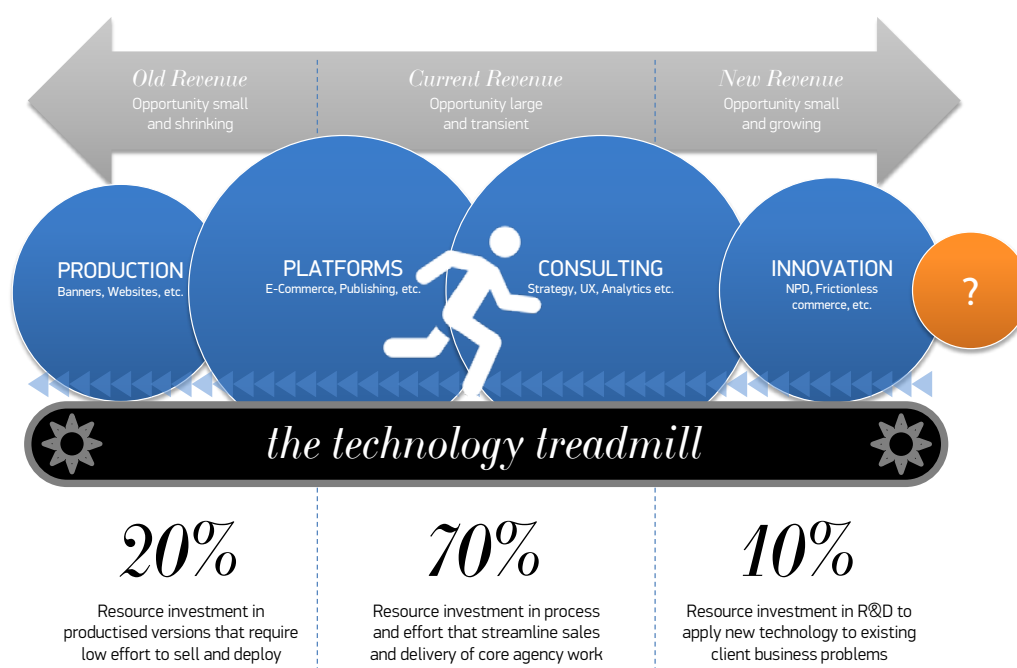 Old Revenue
Opportunity small
and shrinking
Current Revenue
Opportunity large
and transient
New Revenue
Opportunity small
and growing
PRODUCTION
Banners, Websites, etc.
PLATFORMS
E-Commerce, Publishing, etc.
CONSULTING
Strategy, UX, Analytics etc.
INNOVATION
NPD, Frictionless
commerce, etc.
?
the technology treadmill
20%
Resource investment in
productised versions that require
low effort to sell and deploy
70%
Resource investment in process
and effort that streamline sales
and delivery of core agency work
10%
Resource investment in R&D to
apply new technology to existing
client business problems